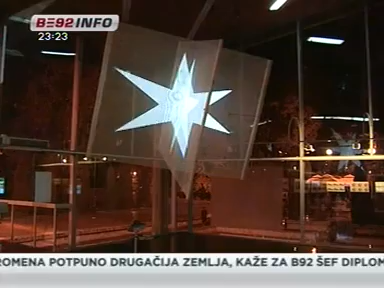 B92 INFO
23:23
ROMENA POTPUNO DRUGAČIJA ZEMLJA, KAŽE ZA B92 ŠEF DIPLOM